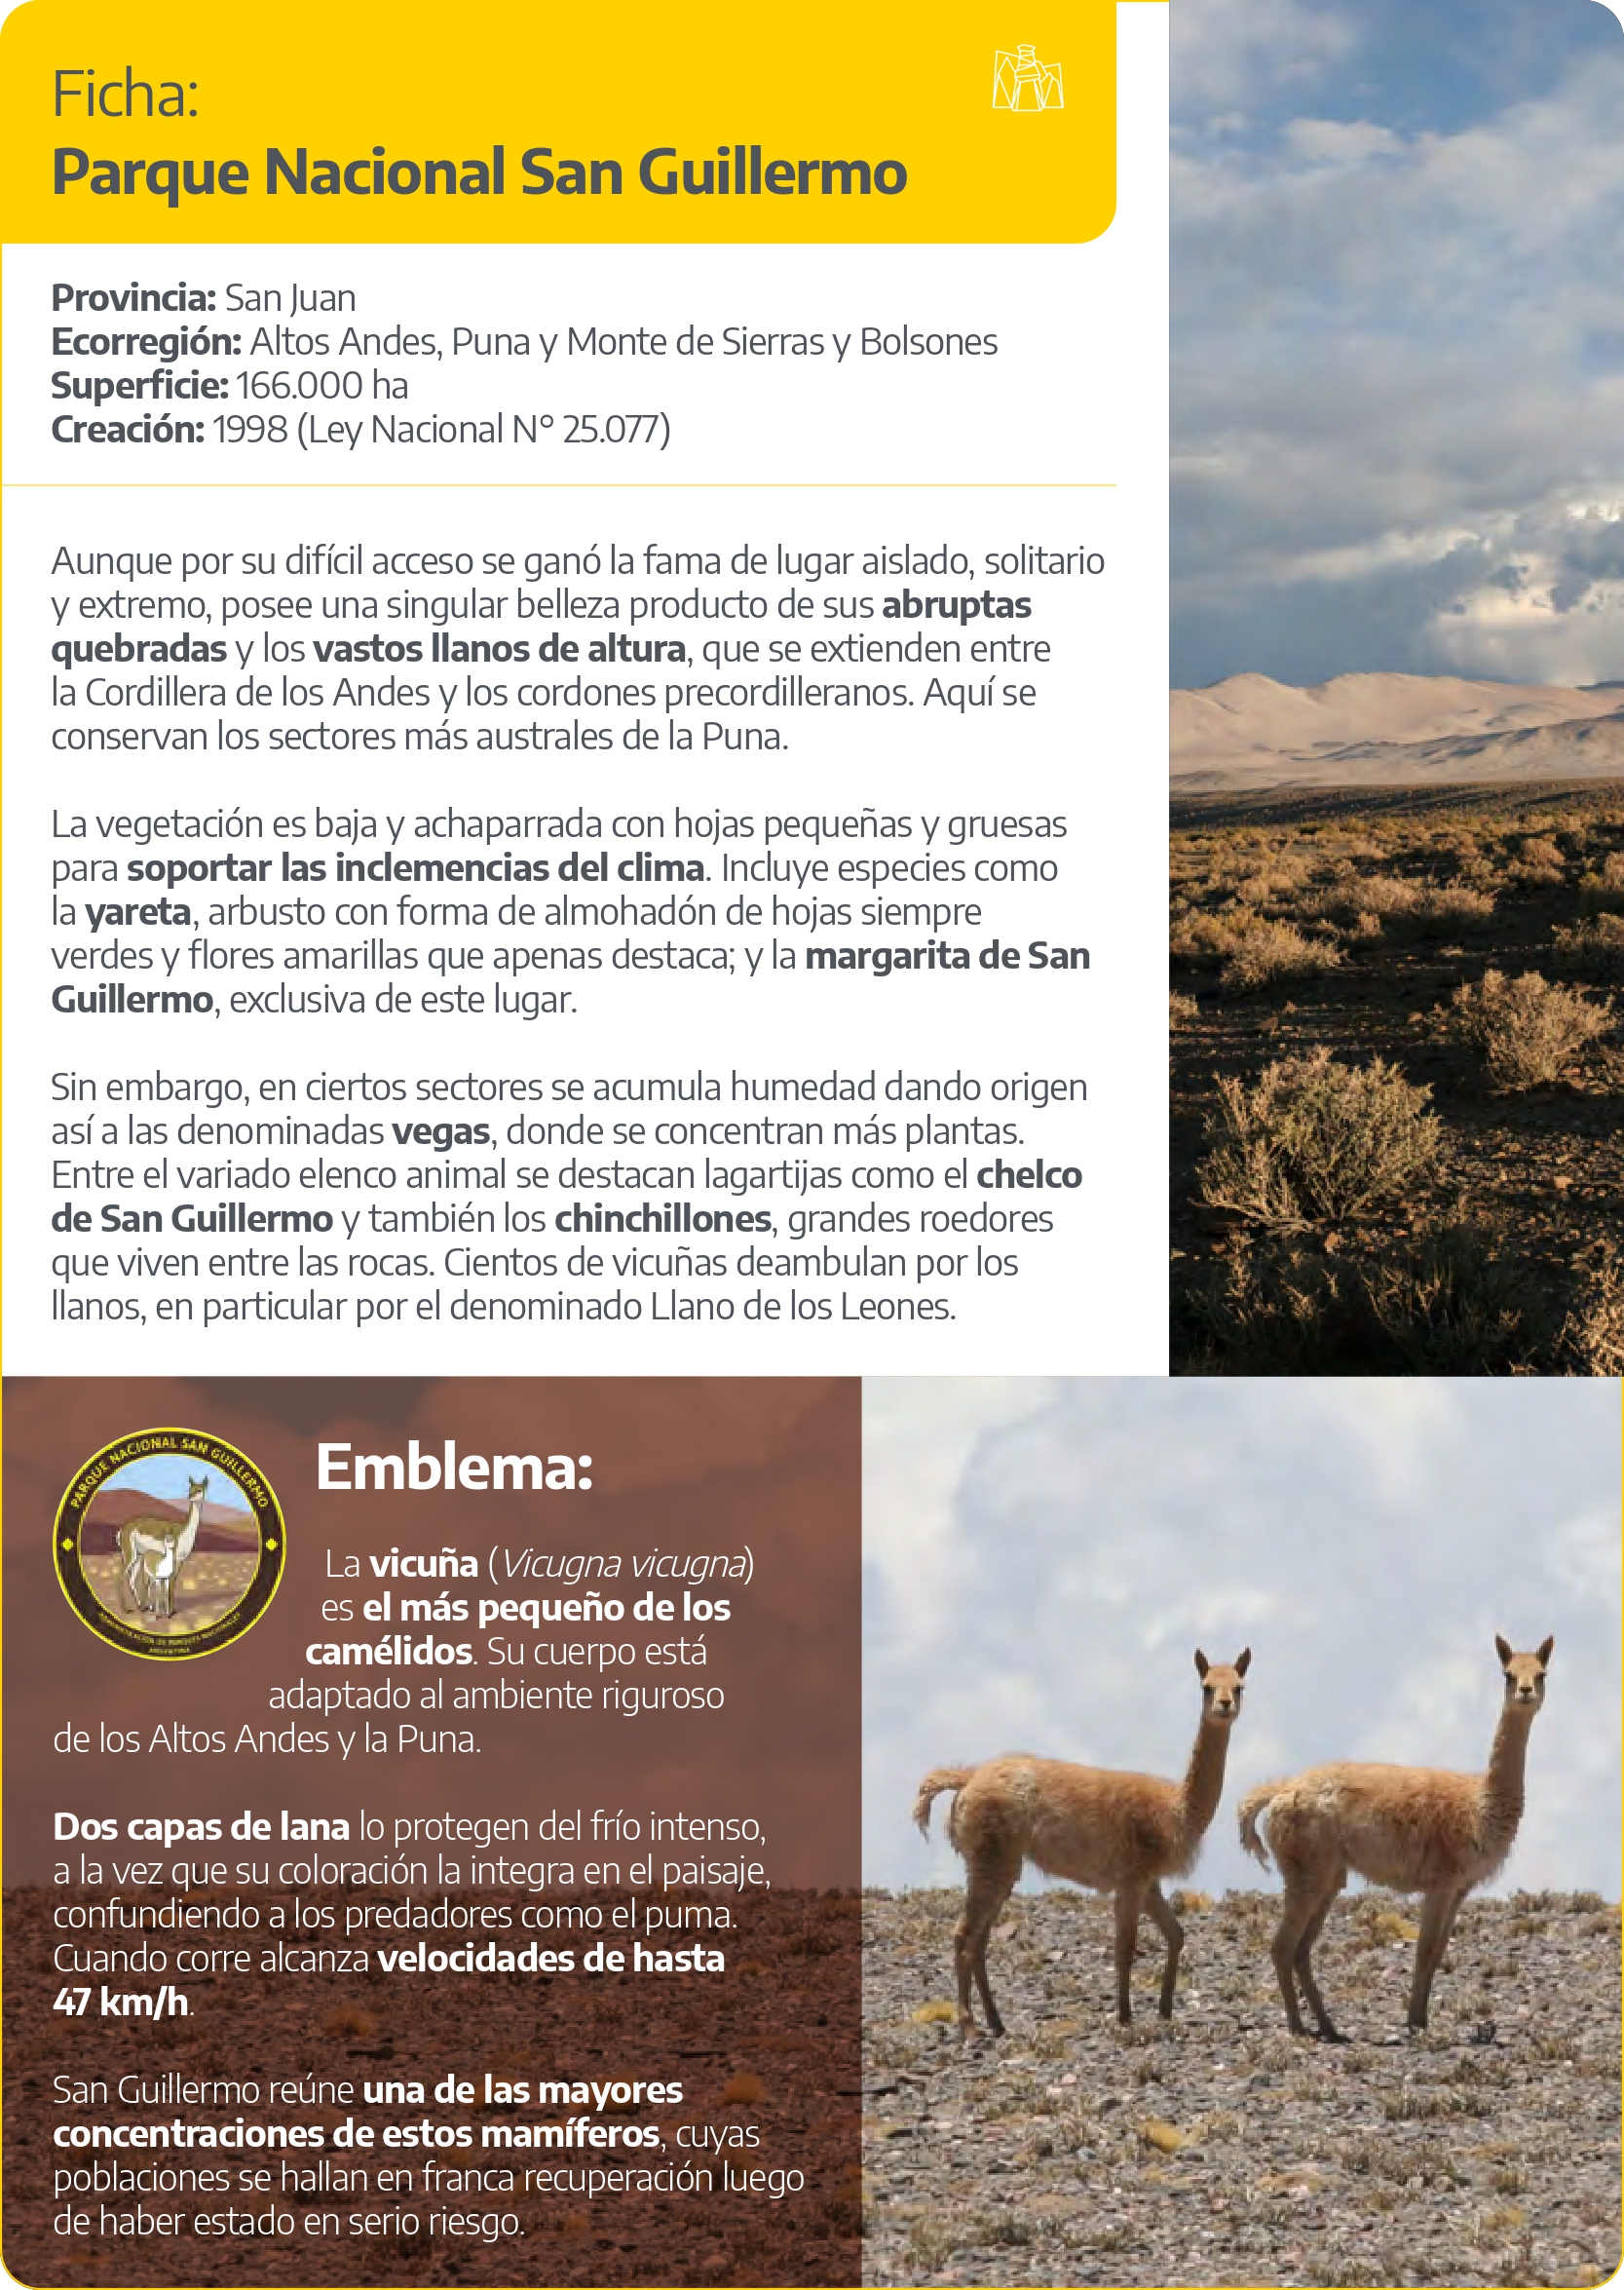 Ficha:
Parque Nacional San Guillermo
Provincia: San Juan
Ecorregión: Altos Andes, Puna y Monte de Sierras y Bolsones
Superficie: 166.000 ha
Creación: 1998 (Ley Nacional N° 25.077)
Aunque por su difícil acceso se ganó la fama de lugar aislado, solitario
y extremo, posee una singular belleza producto de sus abruptas
quebradas y los vastos llanos de altura, que se extienden entre
la Cordillera de los Andes y los cordones precordilleranos. Aquí se
conservan los sectores más australes de la Puna.
La vegetación es baja y achaparrada con hojas pequeñas y gruesas
para soportar las inclemencias del clima. Incluye especies como
la yareta, arbusto con forma de almohadón de hojas siempre
verdes y flores amarillas que apenas destaca; y la margarita de San
Guillermo, exclusiva de este lugar.
Sin embargo, en ciertos sectores se acumula humedad dando origen
así a las denominadas vegas, donde se concentran más plantas.
Entre el variado elenco animal se destacan lagartijas como el chelco
de San Guillermo y también los chinchillones, grandes roedores
que viven entre las rocas. Cientos de vicuñas deambulan por los
llanos, en particular por el denominado Llano de los Leones.
PARQUE NACIONAL SAN GUILLERMO
ADMINISTRACIÓN DE PARQUES NACIONALES
ARGENTINA
Emblema:
La vicuña (Vicugna vicugna)
es el más pequeño de los
camélidos. Su cuerpo está
adaptado al ambiente riguroso
de los Altos Andes y la Puna.
Dos capas de lana lo protegen del frío intenso,
a la vez que su coloración la integra en el paisaje,
confundiendo a los predadores como el puma.
Cuando corre alcanza velocidades de hasta
47 km/h.
San Guillermo reúne una de las mayores
concentraciones de estos mamíferos, cuyas
poblaciones se hallan en franca recuperación luego
de haber estado en serio riesgo.